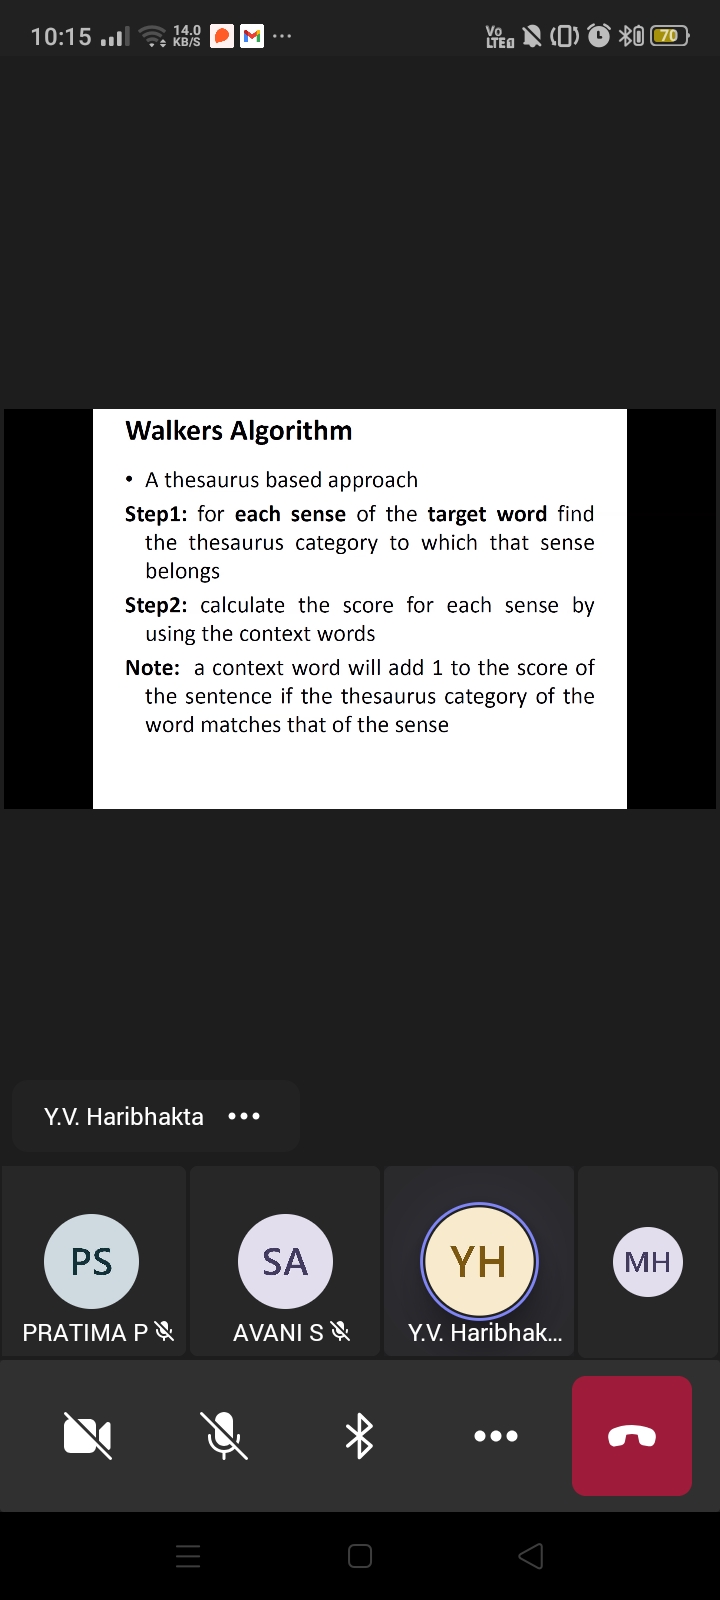 10:15 14.0 KB/S ... Vo LTE 70
Walkers Algorithm
• A thesaurus based approach
Step1: for each sense of the target word find
the thesaurus category to which that sense
belongs
Step2: calculate the score for each sense by
using the context words
Note: a context word will add 1 to the score of
the sentence if the thesaurus category of the
word matches that of the sense
Y.V. Haribhakta •••
PS SA YH MH
PRATIMA P AVANI S Y.V. Haribhak...